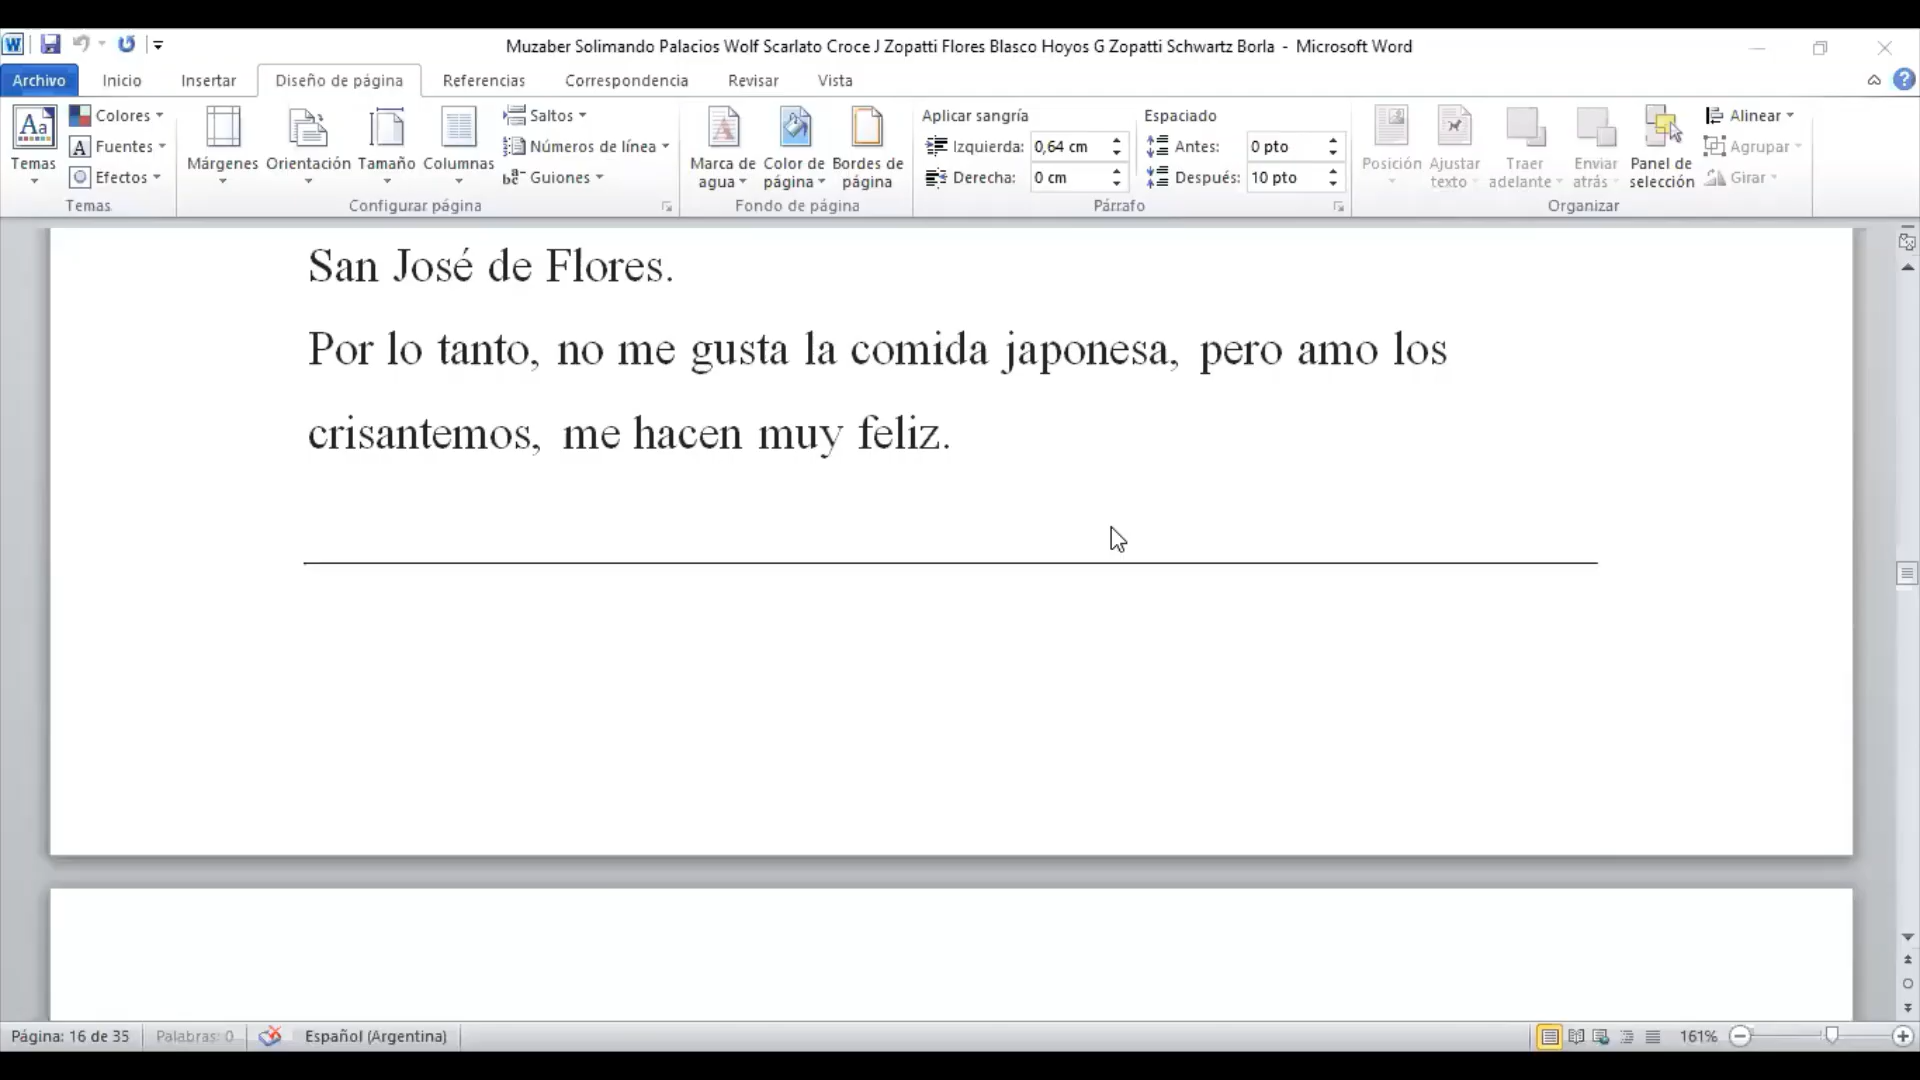 Muzaber Solimando Palacios Wolf Scarlato Croce J Zopatti Flores Blasco Hoyos G Zopatti Schwartz Borla - Microsoft Word
Archivo Inicio Insertar Diseño de página Referencias Correspondencia Revisar Vista
Temas
Colores
Fuentes
Efectos
Temas
Márgenes
Orientación
Tamaño
Columnas
Saltos
Números de línea
Guiones
Configurar página
Marca de agua
Color de página
Bordes de página
Fondo de página
Aplicar sangría
Izquierda: 0,64 cm
Derecha: 0 cm
Espaciado
Antes: 0 pto
Después: 10 pto
Párrafo
Posición
Ajustar texto
Traer adelante
Enviar atrás
Panel de selección
Alinear
Agrupar
Girar
Organizar
San José de Flores.
Por lo tanto, no me gusta la comida japonesa, pero amo los
crisantemos, me hacen muy feliz.
Página: 16 de 35 Palabras: 0 Español (Argentina) 161%